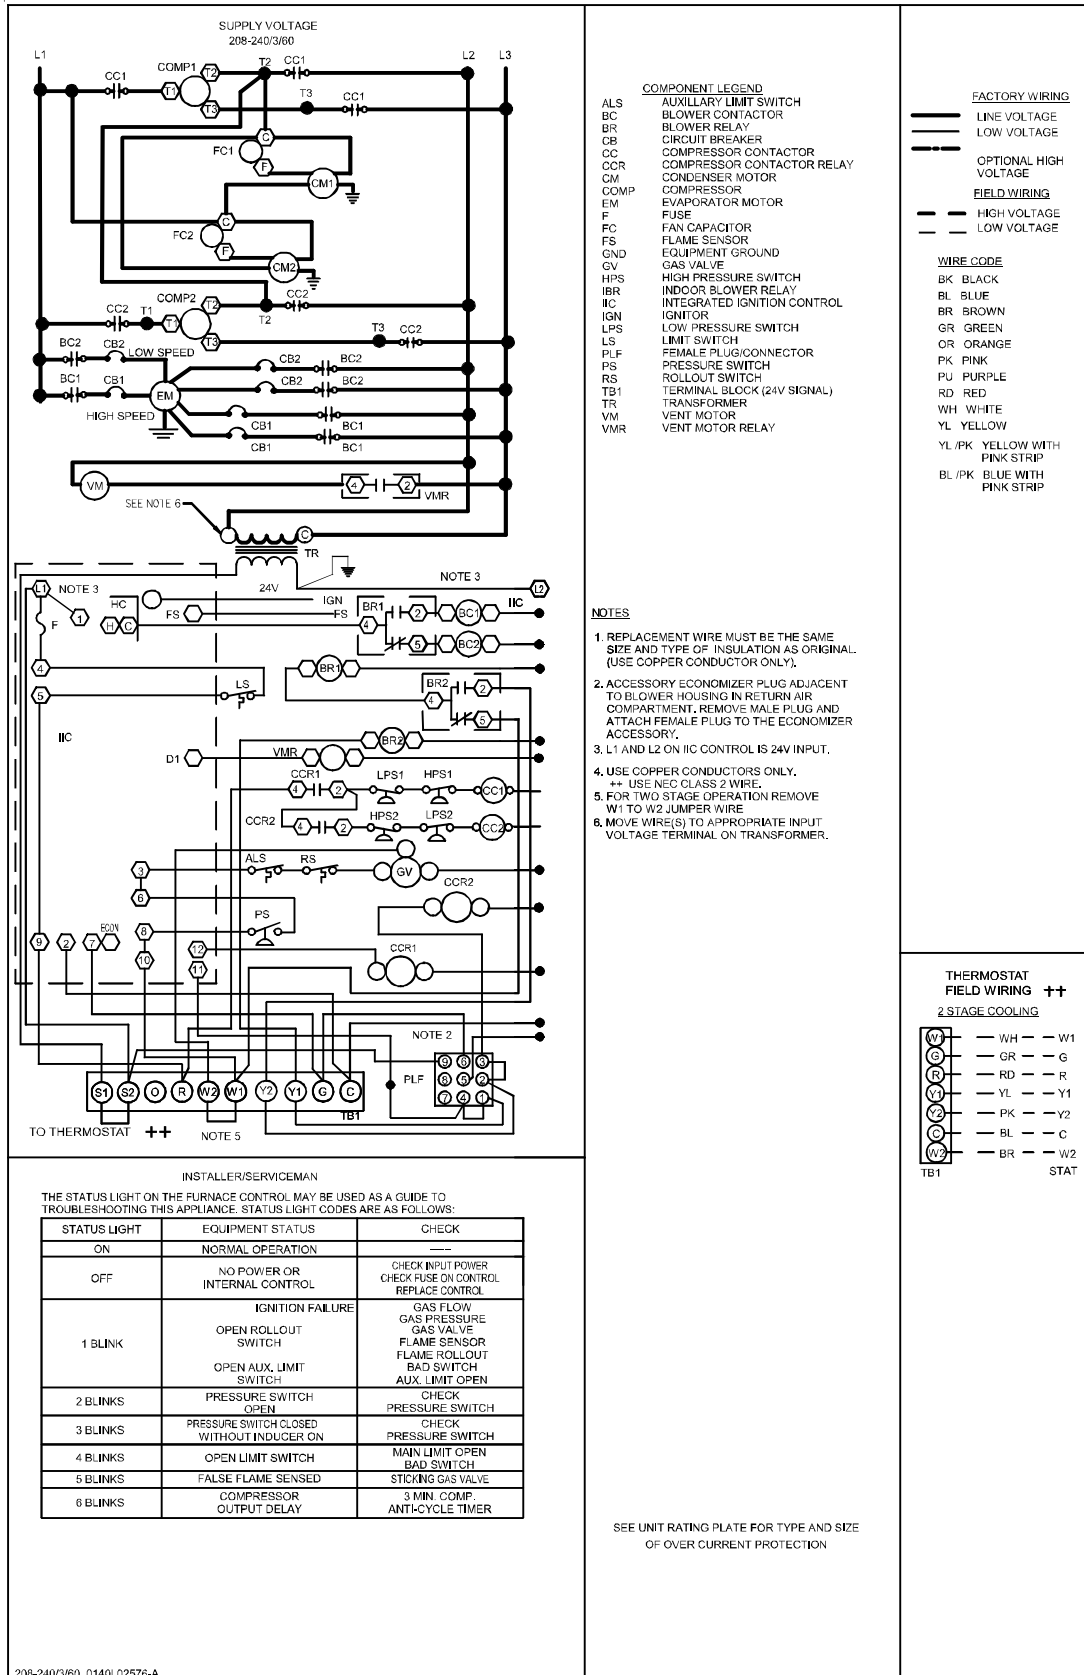 SUPPLY VOLTAGE
208-240/3/60
L1
L2
L3
COMP1
T2
T2
CC1
CC1
T1
T3
T3
CC1
C
FC1
F
CM1
C
FC2
F
CM2
COMP2
T2
CC2
T2
CC2
T1
T1
T3
T3
CC2
BC2
CB2
LOW SPEED
CB2
BC2
BC1
CB1
EM
CB2
BC2
HIGH SPEED
CB1
BC1
CB1
BC1
VM
4
2
VMR
SEE NOTE 6
C
TR
24V
NOTE 3
L1
NOTE 3
L2
IGN
IIC
HC
BR1
F
1
H
C
FS
FS
4
2
BC1
5
BC2
4
BR1
5
LS
BR2
2
4
5
IIC
BR2
D1
VMR
CCR1
LPS1
HPS1
4
2
CC1
CCR2
HPS2
LPS2
4
2
CC2
ALS
RS
3
GV
CCR2
6
PS
ECON
9
2
7
8
12
CCR1
10
11
NOTE 2
9
6
3
PLF
8
5
2
7
4
1
S1
S2
O
R
W2
W1
Y2
Y1
G
C
TB1
TO THERMOSTAT ++
NOTE 5
INSTALLER/SERVICEMAN
THE STATUS LIGHT ON THE FURNACE CONTROL MAY BE USED AS A GUIDE TO
TROUBLESHOOTING THIS APPLIANCE. STATUS LIGHT CODES ARE AS FOLLOWS:
STATUS LIGHT
EQUIPMENT STATUS
CHECK
ON
NORMAL OPERATION
-----
OFF
NO POWER OR
INTERNAL CONTROL
CHECK INPUT POWER
CHECK FUSE ON CONTROL
REPLACE CONTROL
1 BLINK
IGNITION FAILURE
OPEN ROLLOUT
SWITCH
OPEN AUX. LIMIT
SWITCH
GAS FLOW
GAS PRESSURE
GAS VALVE
FLAME SENSOR
FLAME ROLLOUT
BAD SWITCH
AUX. LIMIT OPEN
2 BLINKS
PRESSURE SWITCH
OPEN
CHECK
PRESSURE SWITCH
3 BLINKS
PRESSURE SWITCH CLOSED
WITHOUT INDUCER ON
CHECK
PRESSURE SWITCH
4 BLINKS
OPEN LIMIT SWITCH
MAIN LIMIT OPEN
BAD SWITCH
5 BLINKS
FALSE FLAME SENSED
STICKING GAS VALVE
6 BLINKS
COMPRESSOR
OUTPUT DELAY
3 MIN. COMP.
ANTI-CYCLE TIMER
208-240/3/60 0140L02576-A
COMPONENT LEGEND
ALS AUXILLARY LIMIT SWITCH
BC BLOWER CONTACTOR
BR BLOWER RELAY
CB CIRCUIT BREAKER
CC COMPRESSOR CONTACTOR
CCR COMPRESSOR CONTACTOR RELAY
CM CONDENSER MOTOR
COMP COMPRESSOR
EM EVAPORATOR MOTOR
F FUSE
FC FAN CAPACITOR
FS FLAME SENSOR
GND EQUIPMENT GROUND
GV GAS VALVE
HPS HIGH PRESSURE SWITCH
IBR INDOOR BLOWER RELAY
IIC INTEGRATED IGNITION CONTROL
IGN IGNITOR
LPS LOW PRESSURE SWITCH
LS LIMIT SWITCH
PLF FEMALE PLUG/CONNECTOR
PS PRESSURE SWITCH
RS ROLLOUT SWITCH
TB1 TERMINAL BLOCK (24V SIGNAL)
TR TRANSFORMER
VM VENT MOTOR
VMR VENT MOTOR RELAY
NOTES
1. REPLACEMENT WIRE MUST BE THE SAME
SIZE AND TYPE OF INSULATION AS ORIGINAL.
(USE COPPER CONDUCTOR ONLY).
2. ACCESSORY ECONOMIZER PLUG ADJACENT
TO BLOWER HOUSING IN RETURN AIR
COMPARTMENT. REMOVE MALE PLUG AND
ATTACH FEMALE PLUG TO THE ECONOMIZER
ACCESSORY.
3. L1 AND L2 ON IIC CONTROL IS 24V INPUT.
4. USE COPPER CONDUCTORS ONLY.
++ USE NEC CLASS 2 WIRE.
5. FOR TWO STAGE OPERATION REMOVE
W1 TO W2 JUMPER WIRE
6. MOVE WIRE(S) TO APPROPRIATE INPUT
VOLTAGE TERMINAL ON TRANSFORMER.
SEE UNIT RATING PLATE FOR TYPE AND SIZE
OF OVER CURRENT PROTECTION
FACTORY WIRING
LINE VOLTAGE
LOW VOLTAGE
OPTIONAL HIGH
VOLTAGE
FIELD WIRING
HIGH VOLTAGE
LOW VOLTAGE
WIRE CODE
BK BLACK
BL BLUE
BR BROWN
GR GREEN
OR ORANGE
PK PINK
PU PURPLE
RD RED
WH WHITE
YL YELLOW
YL /PK YELLOW WITH
PINK STRIP
BL /PK BLUE WITH
PINK STRIP
THERMOSTAT
FIELD WIRING ++
2 STAGE COOLING
W1 WH W1
G GR G
R RD R
Y1 YL Y1
Y2 PK Y2
C BL C
W2 BR W2
TB1 STAT